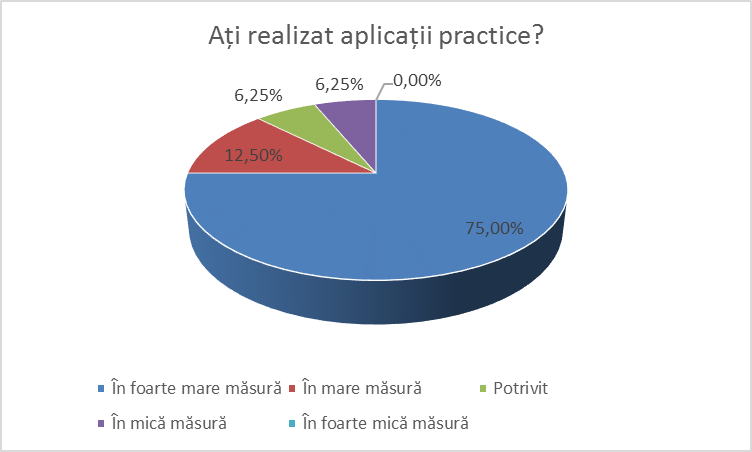 Ați realizat aplicații practice?
0,00%
6,25%
6,25%
12,50%
75,00%
În foarte mare măsură
În mare măsură
Potrivit
În mică măsură
În foarte mică măsură